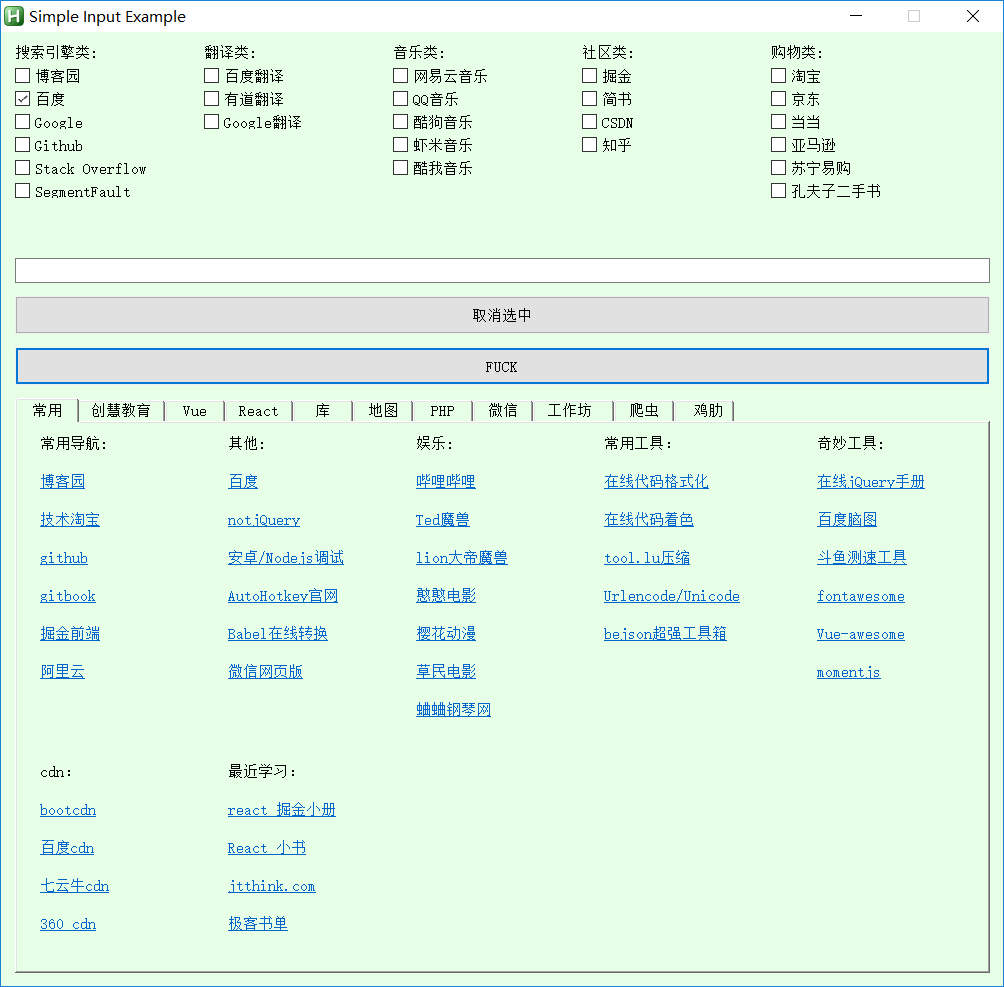 Simple Input Example
搜索引擎类: 翻译类: 音乐类: 社区类: 购物类:
博客园 百度翻译 网易云音乐 掘金 淘宝
百度 有道翻译 QQ音乐 简书 京东
Google Google翻译 酷狗音乐 CSDN 当当
Github 虾米音乐 知乎 亚马逊
Stack Overflow 酷我音乐 苏宁易购
SegmentFault 孔夫子二手书
取消选中
FUCK
常用 创慧教育 Vue React 库 地图 PHP 微信 工作坊 爬虫 鸡肋
常用导航: 其他: 娱乐: 常用工具: 奇妙工具:
博客园 百度 哔哩哔哩 在线代码格式化 在线jQuery手册
技术淘宝 notjQuery Ted魔兽 在线代码着色 百度脑图
github 安卓/Nodejs调试 lion大帝魔兽 tool.lu压缩 斗鱼测速工具
gitbook AutoHotkey官网 憨憨电影 Urlencode/Unicode fontawesome
掘金前端 Babel在线转换 樱花动漫 bejson超强工具箱 Vue-awesome
阿里云 微信网页版 草民电影 momentjs
蛐蛐钢琴网
cdn: 最近学习:
bootcdn react 掘金小册
百度cdn React 小书
七云牛cdn jtthink.com
360 cdn 极客书单